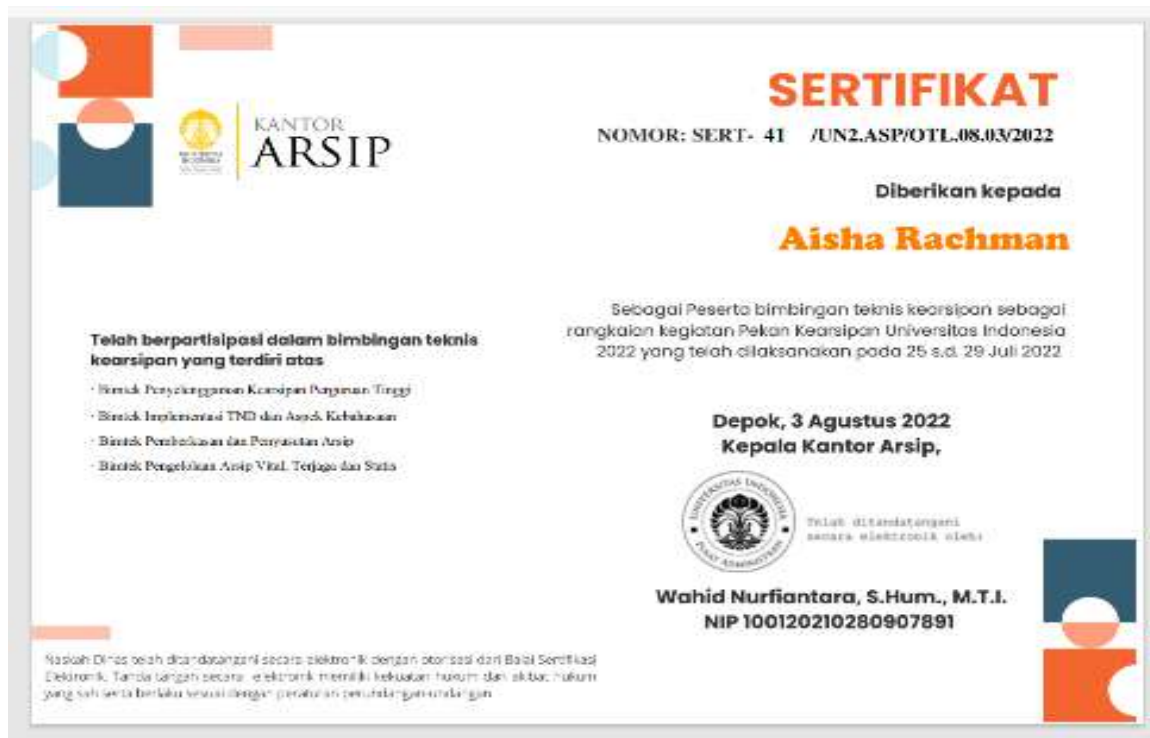 KANTOR
ARSIP
SERTIFIKAT
NOMOR: SERT- 41 /UN2.ASP/OTL.08.03/2022
Diberikan kepada
Aisha Rachman
Sebagai Peserta bimbingan teknis kearsipan sebagai
rangkaian kegiatan Pekan Kearsipan Universitas Indonesia
2022 yang telah dilaksanakan pada 25 s.d. 29 Juli 2022
Telah berpartisipasi dalam bimbingan teknis
kearsipan yang terdiri atas
· Bimtek Penyelenggaraan Kearsipan Perguruan Tinggi
· Bimtek Implementasi TND dan Aspek Kebahasaan
· Bimtek Pemberkasan dan Penyusutan Arsip
· Bimtek Pengelolaan Arsip Vital, Terjaga dan Statis
Depok, 3 Agustus 2022
Kepala Kantor Arsip,
UNIVERSITAS INDONESIA
PUSAT ADMINISTRASI
Telah ditandatangani
secara elektronik oleh:
Wahid Nurfiantara, S.Hum., M.T.I.
NIP 100120210280907891
Naskah Dinas telah ditandatangani secara elektronik dengan otorisasi dari Balai Sertifikasi
Elektronik. Tanda tangan secara elektronik memiliki kekuatan hukum dan akibat hukum
yang sah serta berlaku sesuai dengan peraturan perundangan-undangan